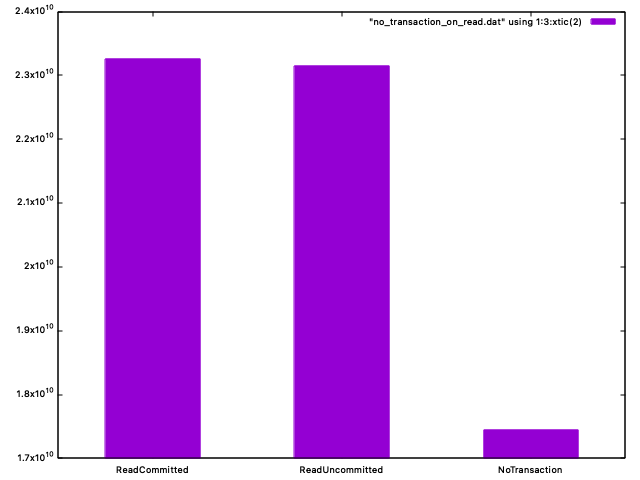 "no_transaction_on_read.dat" using 1:3:xtic(2)
2.4x10^10
2.3x10^10
2.2x10^10
2.1x10^10
2x10^10
1.9x10^10
1.8x10^10
1.7x10^10
ReadCommitted
ReadUncommitted
NoTransaction